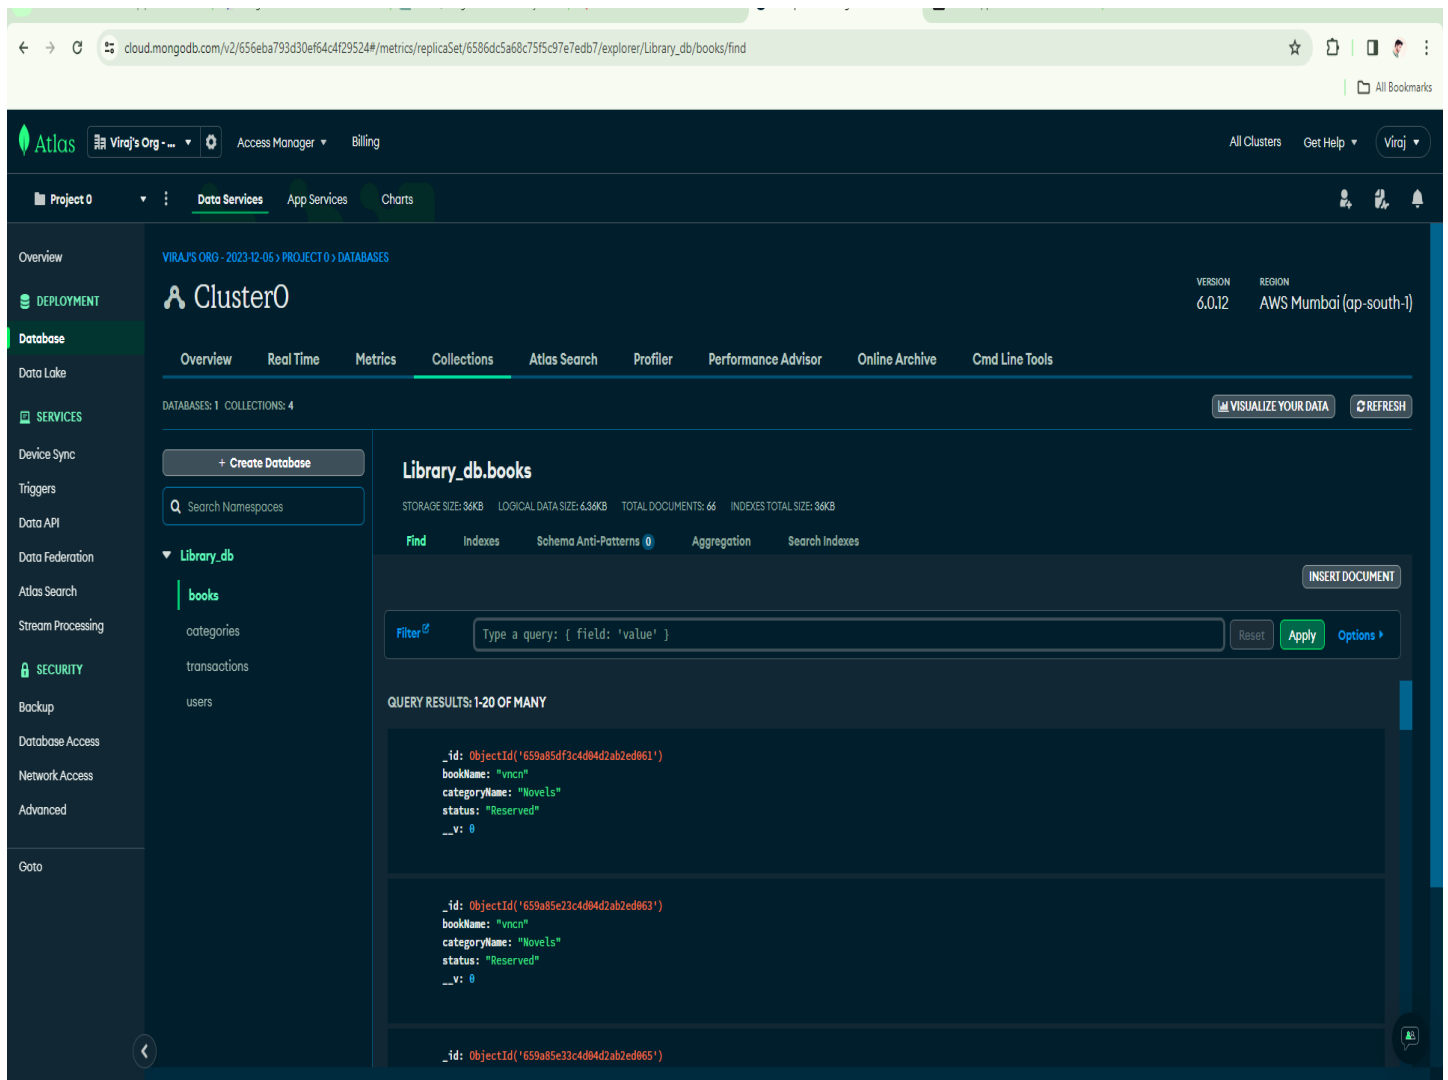 cloud.mongodb.com/v2/656eba793d30ef64c4f29524#/metrics/replicaSet/6586dc5a68c75f5c97e7edb7/explorer/Library_db/books/find
All Bookmarks
Atlas Viraj's Org - ... Access Manager Billing All Clusters Get Help Viraj
Project 0 Data Services App Services Charts
Overview
DEPLOYMENT
Database
Data Lake
SERVICES
Device Sync
Triggers
Data API
Data Federation
Atlas Search
Stream Processing
SECURITY
Backup
Database Access
Network Access
Advanced
Goto
VIRAJ'S ORG - 2023-12-05 > PROJECT 0 > DATABASES
Cluster0
VERSION REGION
6.0.12 AWS Mumbai (ap-south-1)
Overview Real Time Metrics Collections Atlas Search Profiler Performance Advisor Online Archive Cmd Line Tools
DATABASES: 1 COLLECTIONS: 4
VISUALIZE YOUR DATA REFRESH
+ Create Database
Search Namespaces
Library_db
books
categories
transactions
users
Library_db.books
STORAGE SIZE: 36KB LOGICAL DATA SIZE: 6.36KB TOTAL DOCUMENTS: 66 INDEXES TOTAL SIZE: 36KB
Find Indexes Schema Anti-Patterns 0 Aggregation Search Indexes
INSERT DOCUMENT
Filter Type a query: { field: 'value' } Reset Apply Options
QUERY RESULTS: 1-20 OF MANY
_id: ObjectId('659a85df3c4d04d2ab2ed061')
bookName: "vncn"
categoryName: "Novels"
status: "Reserved"
__v: 0
_id: ObjectId('659a85e23c4d04d2ab2ed063')
bookName: "vncn"
categoryName: "Novels"
status: "Reserved"
__v: 0
_id: ObjectId('659a85e33c4d04d2ab2ed065')